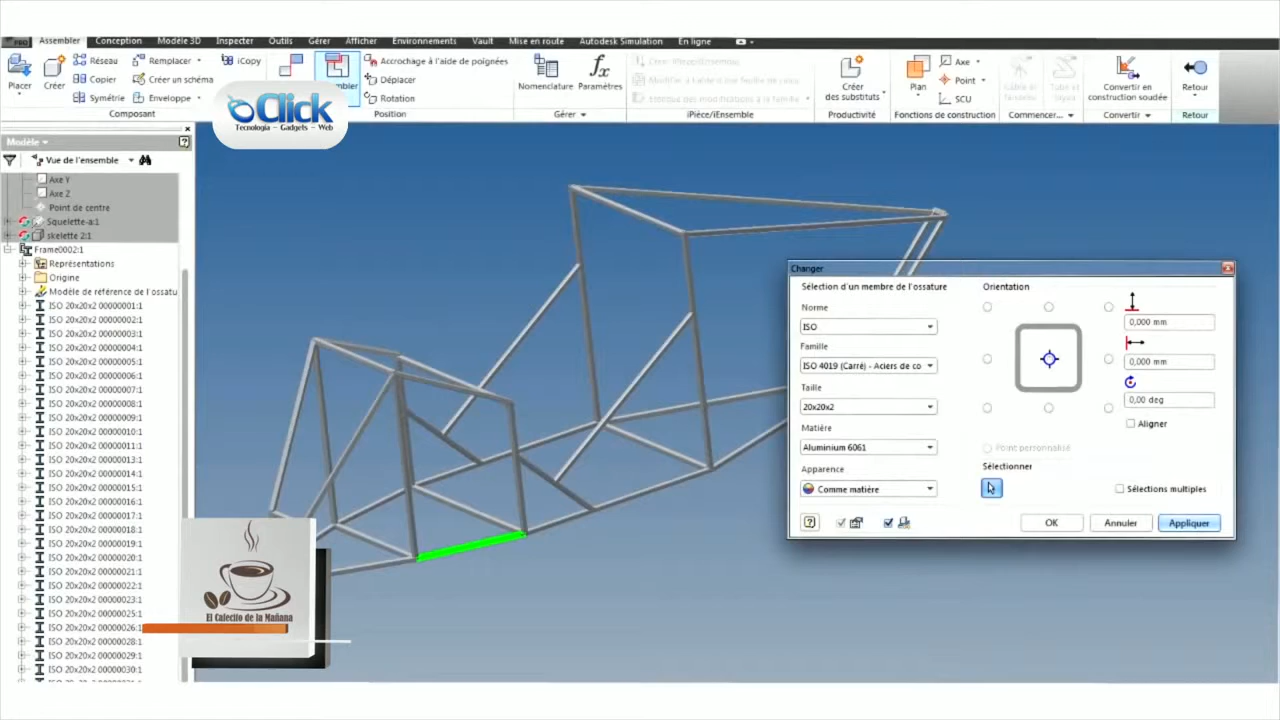 PRO Assembler Conception Modèle 3D Inspecter Outils Gérer Afficher Environnements Vault Mise en route Autodesk Simulation En ligne
Placer
Créer
Réseau
Copier
Symétrie
Remplacer
Créer un schéma
Enveloppe
Composant
iCopy
Accrochage à l'aide de poignées
Déplacer
Rotation
Position
Nomenclature
Paramètres
Gérer
iPièce/iEnsemble
Créer
des substituts
Productivité
Plan
Axe
Point
SCU
Fonctions de construction
Commencer...
Convertir en
construction soudée
Convertir
Retour
Retour
Click
Tecnología - Gadgets - Web
Modèle
Vue de l'ensemble
Axe Y
Axe Z
Point de centre
Squelette-a:1
skelette 2:1
Frame0002:1
Représentations
Origine
Modèle de référence de l'ossatu
ISO 20x20x2 00000001:1
ISO 20x20x2 00000002:1
ISO 20x20x2 00000003:1
ISO 20x20x2 00000004:1
ISO 20x20x2 00000005:1
ISO 20x20x2 00000006:1
ISO 20x20x2 00000007:1
ISO 20x20x2 00000008:1
ISO 20x20x2 00000009:1
ISO 20x20x2 00000010:1
ISO 20x20x2 00000011:1
ISO 20x20x2 00000013:1
ISO 20x20x2 00000014:1
ISO 20x20x2 00000015:1
ISO 20x20x2 00000016:1
ISO 20x20x2 00000017:1
ISO 20x20x2 00000018:1
ISO 20x20x2 00000019:1
ISO 20x20x2 00000020:1
ISO 20x20x2 00000021:1
ISO 20x20x2 00000022:1
ISO 20x20x2 00000023:1
ISO 20x20x2 00000025:1
ISO 20x20x2 00000026:1
ISO 20x20x2 00000028:1
ISO 20x20x2 00000029:1
ISO 20x20x2 00000030:1
El Cafecito de la Mañana
Changer
Sélection d'un membre de l'ossature
Norme
ISO
Famille
ISO 4019 (Carré) - Aciers de co
Taille
20x20x2
Matière
Aluminium 6061
Apparence
Comme matière
Orientation
0,000 mm
0,000 mm
0,00 deg
Aligner
Point personnalisé
Sélectionner
Sélections multiples
OK
Annuler
Appliquer